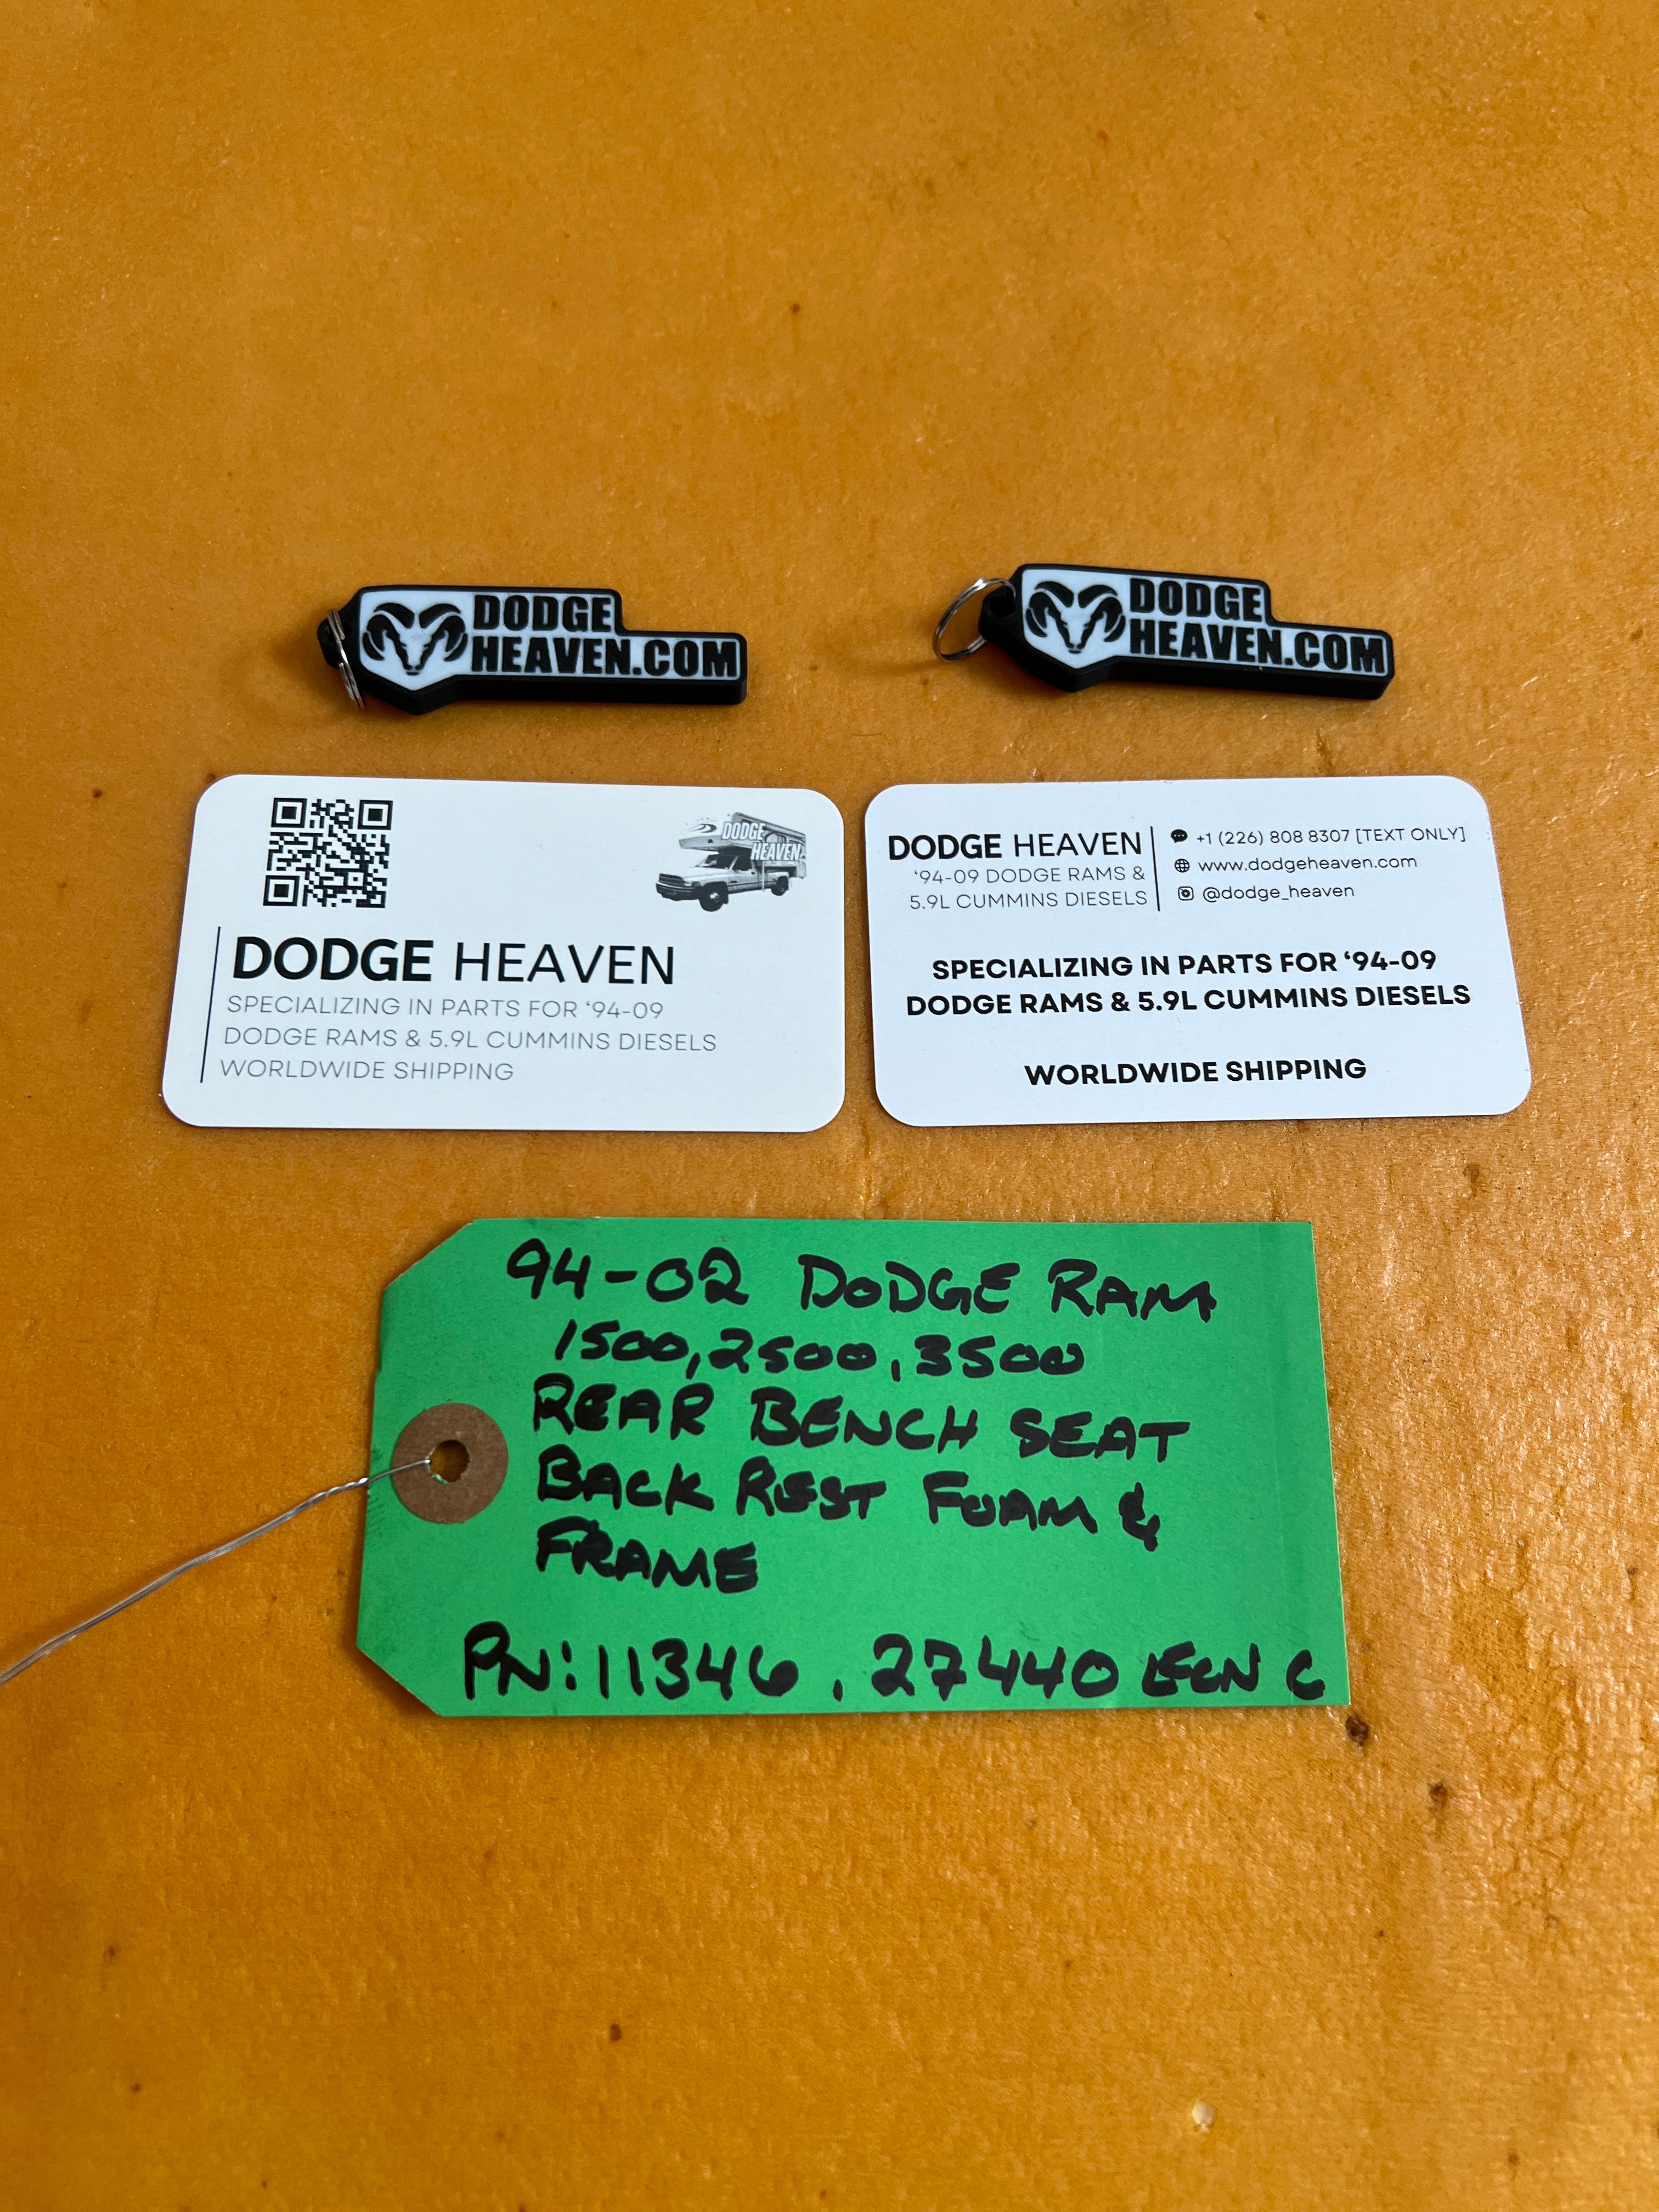 DODGE
HEAVEN.COM
DODGE
HEAVEN.COM
DODGE
HEAVEN
DODGE HEAVEN
SPECIALIZING IN PARTS FOR ‘94-09
DODGE RAMS & 5.9L CUMMINS DIESELS
WORLDWIDE SHIPPING
DODGE HEAVEN
‘94-09 DODGE RAMS &
5.9L CUMMINS DIESELS
+1 (226) 808 8307 [TEXT ONLY]
www.dodgeheaven.com
@dodge_heaven
SPECIALIZING IN PARTS FOR ‘94-09
DODGE RAMS & 5.9L CUMMINS DIESELS
WORLDWIDE SHIPPING
94-02 DODGE RAM
1500, 2500, 3500
REAR BENCH SEAT
BACK REST FOAM &
FRAME
PN: 11346, 27440 ECN C